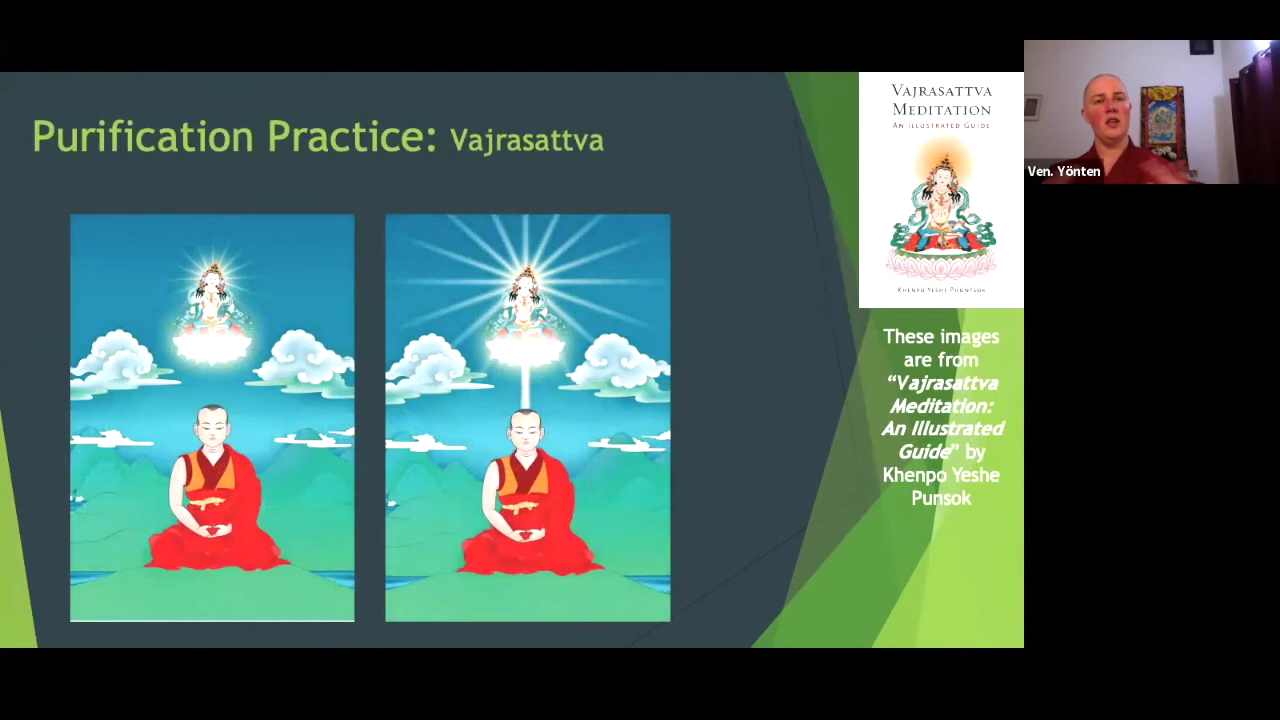 Purification Practice: Vajrasattva
VAJRASATTVA
MEDITATION
AN ILLUSTRATED GUIDE
KHENPO YESHE PHUNTSOK
These images
are from
“Vajrasattva
Meditation:
An Illustrated
Guide” by
Khenpo Yeshe
Punsok
Ven. Yönten